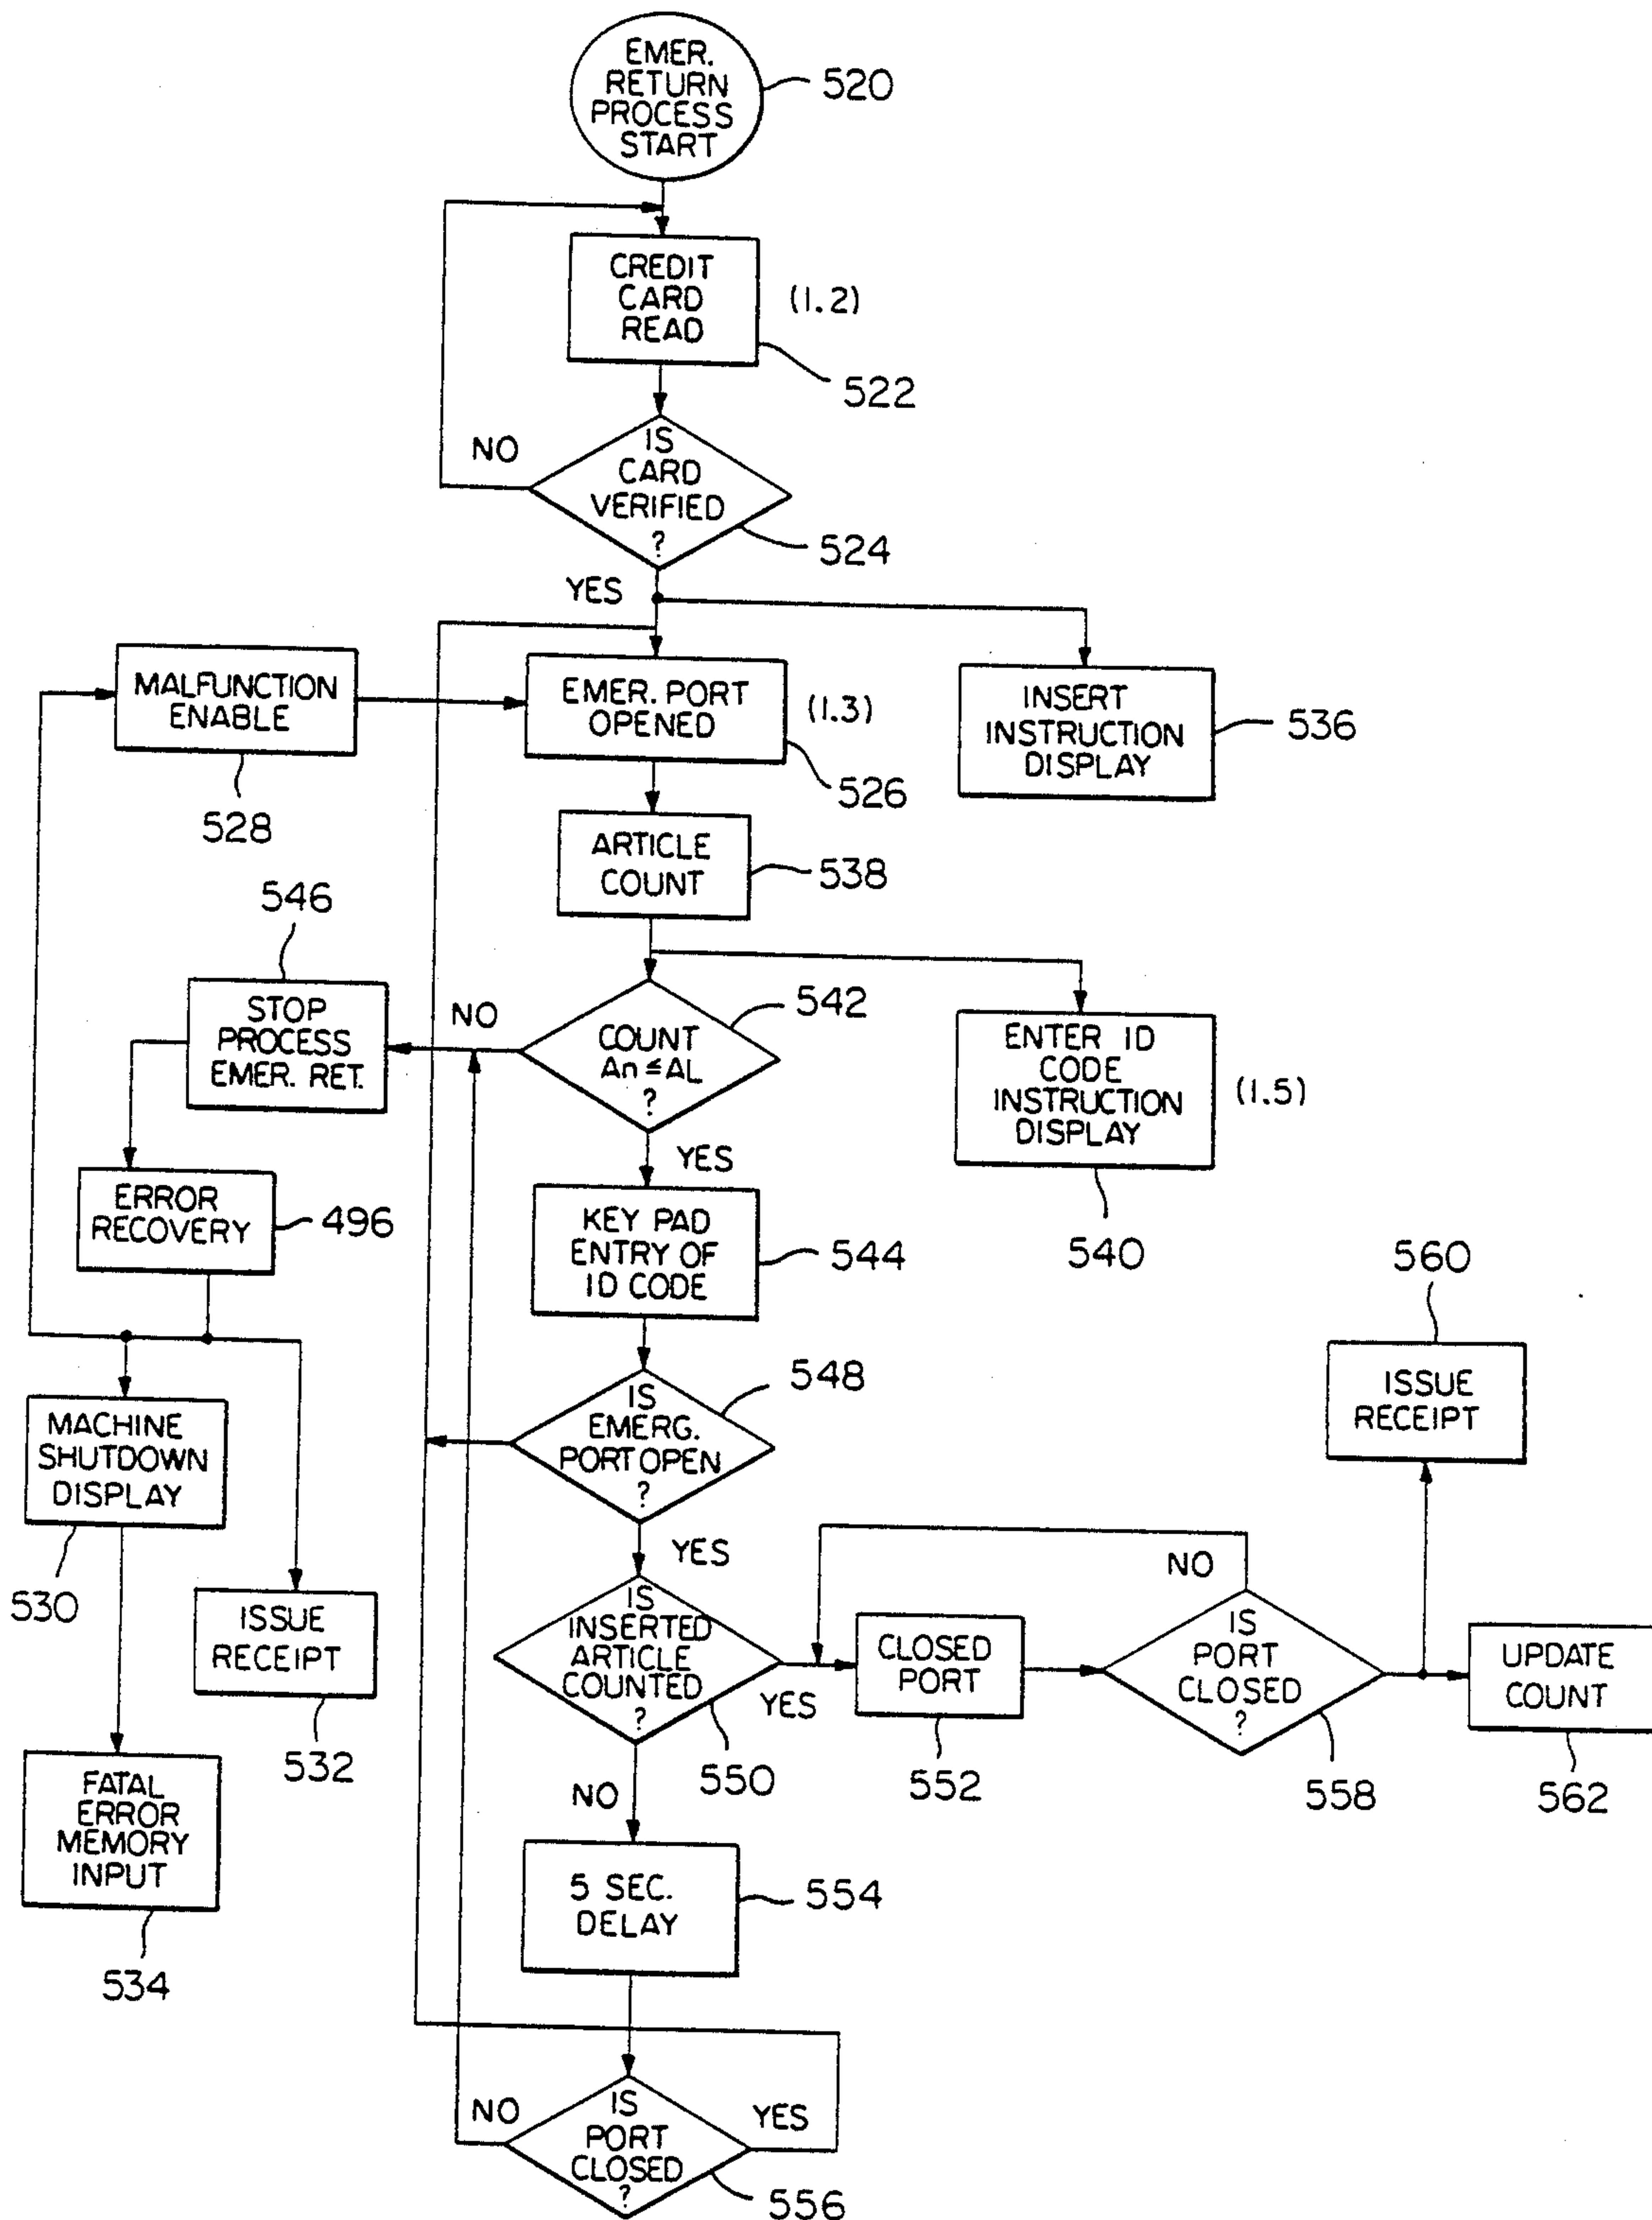 EMER.
RETURN
PROCESS
START
520
CREDIT
CARD
READ
(1.2)
522
NO
IS
CARD
VERIFIED
?
524
YES
MALFUNCTION
ENABLE
528
EMER. PORT
OPENED
(1.3)
526
INSERT
INSTRUCTION
DISPLAY
536
ARTICLE
COUNT
538
546
STOP
PROCESS
EMER. RET.
NO
COUNT
An ≤ AL
?
542
ENTER ID
CODE
INSTRUCTION
DISPLAY
(1.5)
540
YES
ERROR
RECOVERY
496
KEY PAD
ENTRY OF
ID CODE
544
560
ISSUE
RECEIPT
MACHINE
SHUTDOWN
DISPLAY
530
IS
EMERG.
PORT OPEN
?
548
YES
ISSUE
RECEIPT
532
IS
INSERTED
ARTICLE
COUNTED
?
550
YES
CLOSED
PORT
552
NO
IS
PORT
CLOSED
?
558
UPDATE
COUNT
562
NO
FATAL
ERROR
MEMORY
INPUT
534
5 SEC.
DELAY
554
NO
IS
PORT
CLOSED
?
YES
556